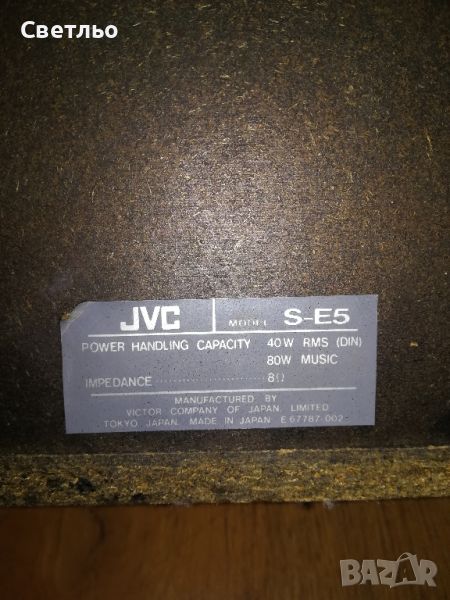 Светльо
JVC MODEL S-E5
POWER HANDLING CAPACITY 40W RMS (DIN)
80W MUSIC
IMPEDANCE 8Ω
MANUFACTURED BY
VICTOR COMPANY OF JAPAN, LIMITED
TOKYO JAPAN, MADE IN JAPAN E 67787-002
BAZAR